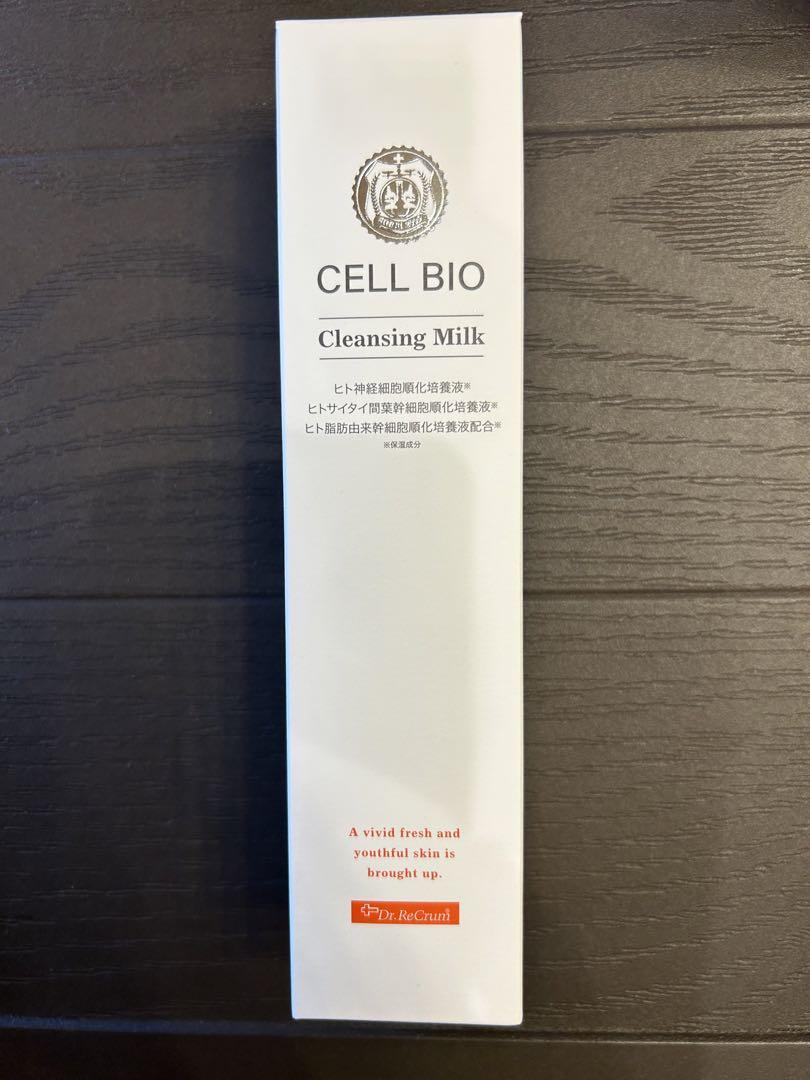 CELL BIO
Cleansing Milk
ヒト神経細胞順化培養液※
ヒトサイタイ間葉幹細胞順化培養液※
ヒト脂肪由来幹細胞順化培養液配合※
※保湿成分
A vivid fresh and
youthful skin is
brought up.
Dr.ReCrum®